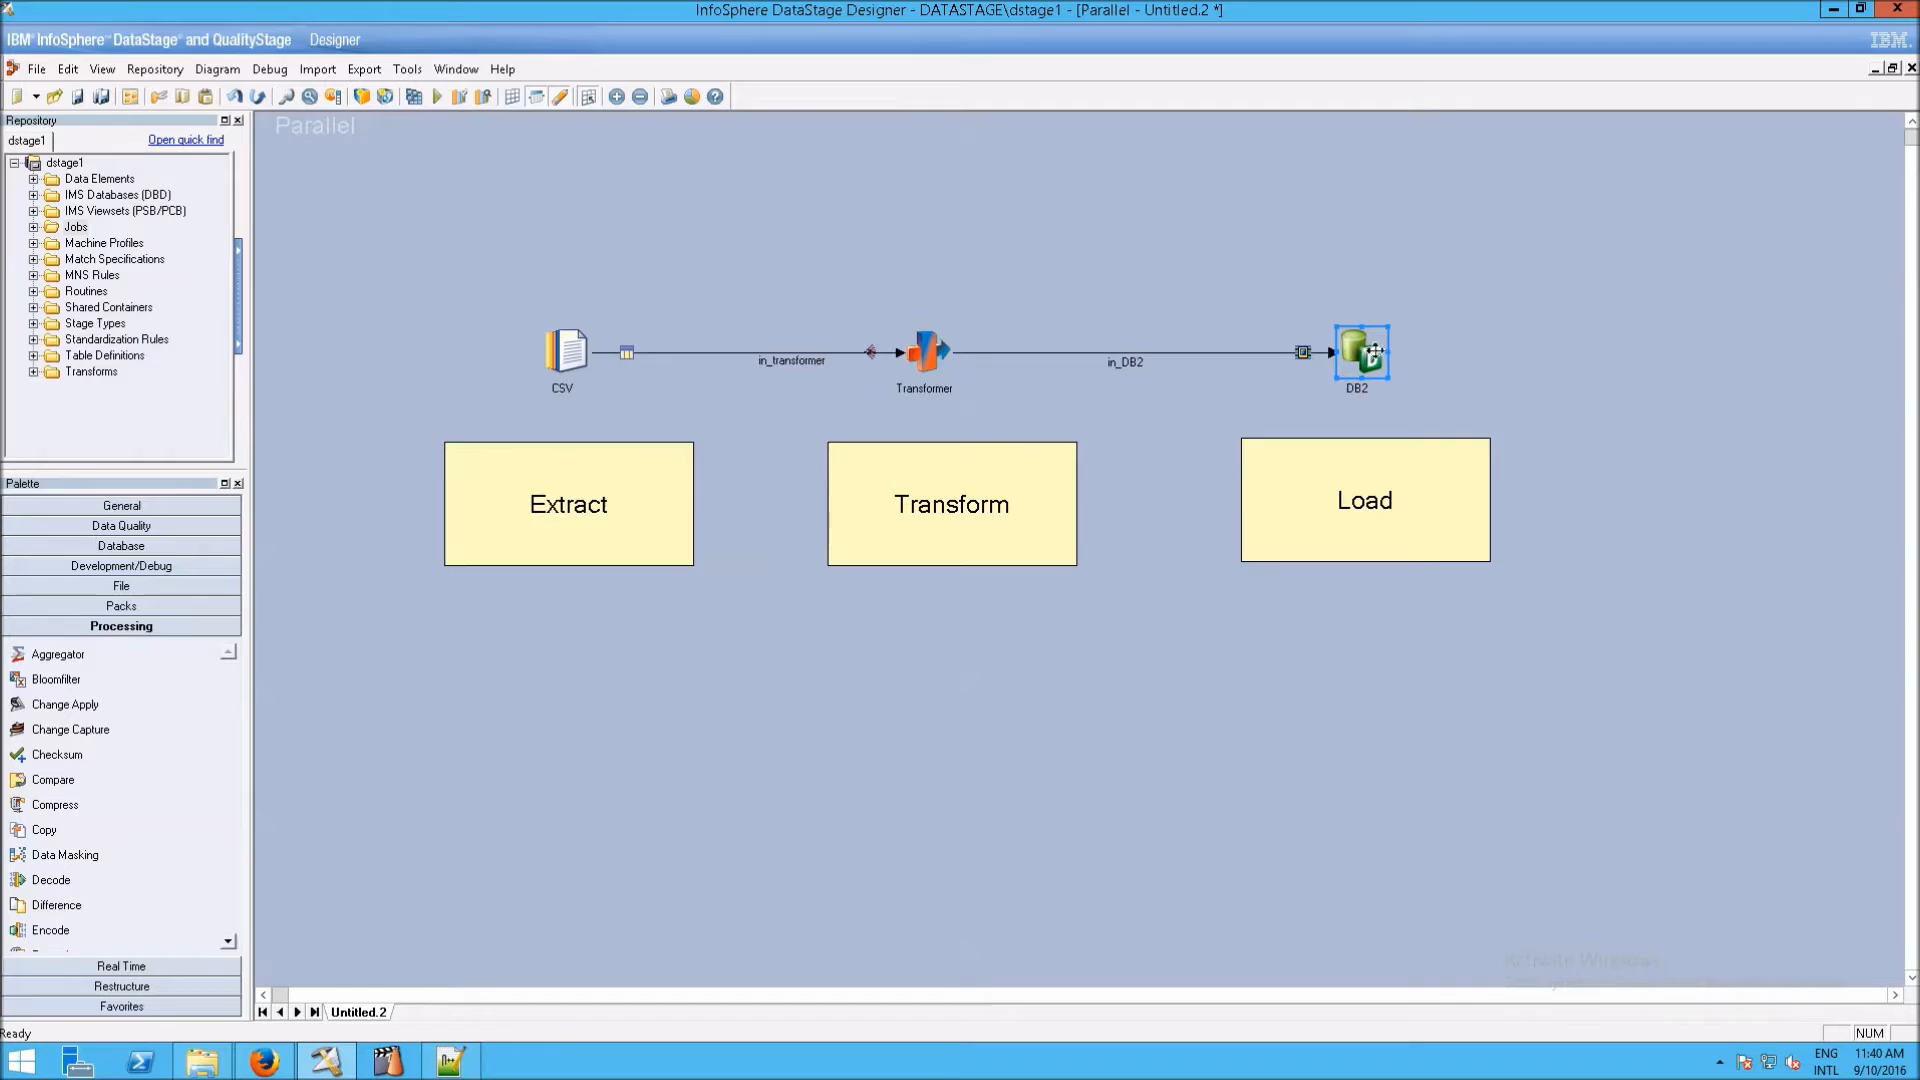 InfoSphere DataStage Designer - DATASTAGE\dstage1 - [Parallel - Untitled.2 *]
IBM® InfoSphere™ DataStage® and QualityStage Designer
IBM.
File Edit View Repository Diagram Debug Import Export Tools Window Help
Repository
Parallel
dstage1
Open quick find
dstage1
Data Elements
IMS Databases (DBD)
IMS Viewsets (PSB/PCB)
Jobs
Machine Profiles
Match Specifications
MNS Rules
Routines
Shared Containers
Stage Types
Standardization Rules
Table Definitions
Transforms
in_transformer
in_DB2
CSV
Transformer
DB2
Extract
Transform
Load
Palette
General
Data Quality
Database
Development/Debug
File
Packs
Processing
Aggregator
Bloomfilter
Change Apply
Change Capture
Checksum
Compare
Compress
Copy
Data Masking
Decode
Difference
Encode
Real Time
Restructure
Favorites
Activate Windows
Untitled.2
Ready
NUM
ENG
INTL
11:40 AM
9/10/2016